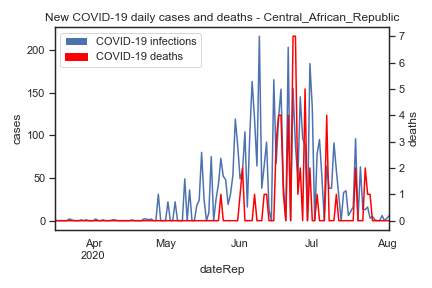 New COVID-19 daily cases and deaths - Central_African_Republic
COVID-19 infections
COVID-19 deaths
200
150
100
50
0
cases
7
6
5
4
3
2
1
0
deaths
Apr
2020
May
Jun
Jul
Aug
dateRep